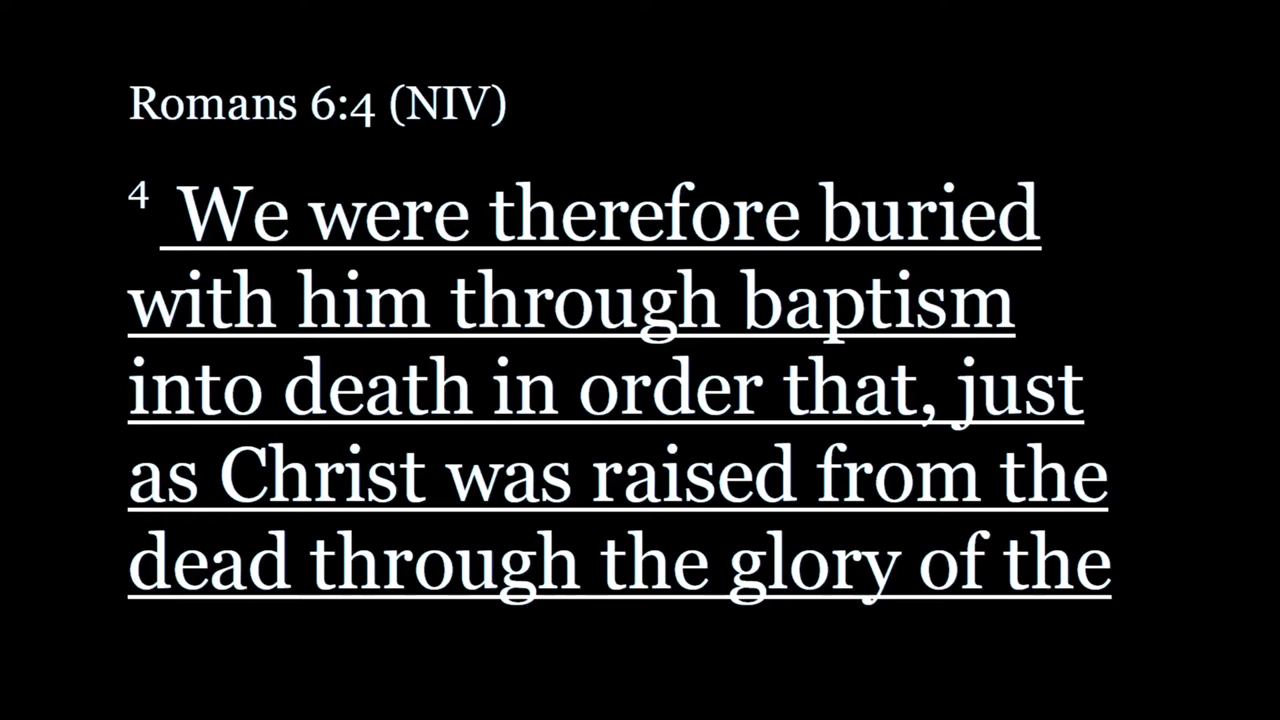 Romans 6:4 (NIV)
4 We were therefore buried
with him through baptism
into death in order that, just
as Christ was raised from the
dead through the glory of the